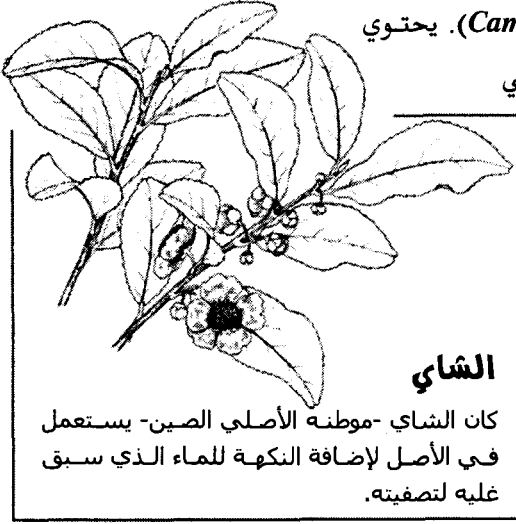 (Can. يحتوي
ي
الشاي
كان الشاي -موطنه الأصلي الصين- يستعمل
في الأصل لإضافة النكهة للماء الذي سبق
غليه لتصفيته.